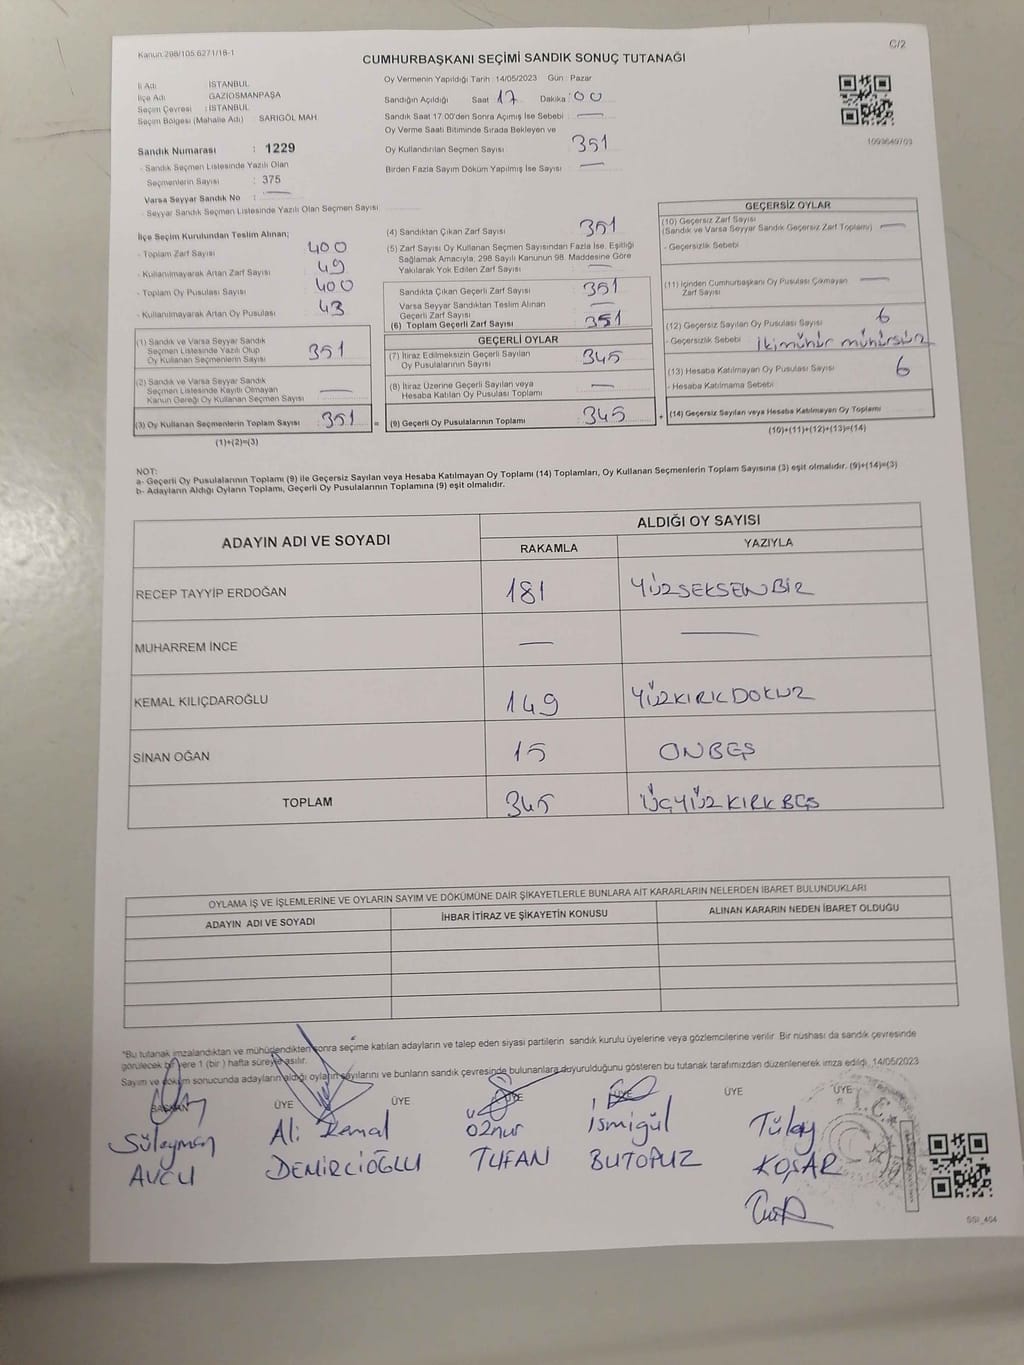 Kanun:298/105.6271/18-1
C/2
CUMHURBAŞKANI SEÇİMİ SANDIK SONUÇ TUTANAĞI
İl Adı : İSTANBUL
İlçe Adı : GAZİOSMANPAŞA
Seçim Çevresi : İSTANBUL
Seçim Bölgesi (Mahalle Adı) : SARIGÖL MAH.
Sandık Numarası : 1229
- Sandık Seçmen Listesinde Yazılı Olan
Seçmenlerin Sayısı : 375
Varsa Seyyar Sandık No : —
- Seyyar Sandık Seçmen Listesinde Yazılı Olan Seçmen Sayısı
Oy Vermenin Yapıldığı Tarih : 14/05/2023 Gün : Pazar
Sandığın Açıldığı Saat 17 Dakika : 00
Sandık Saat 17:00'den Sonra Açımış İse Sebebi : —
Oy Verme Saati Bitiminde Sırada Bekleyen ve
Oy Kullandırılan Seçmen Sayısı : 351
Birden Fazla Sayım Döküm Yapılmış İse Sayısı : —
1099649703
İlçe Seçim Kurulundan Teslim Alınan;
- Toplam Zarf Sayısı : 400
- Kullanılmayarak Artan Zarf Sayısı : 49
- Toplam Oy Pusulası Sayısı : 400
- Kullanılmayarak Artan Oy Pusulası : 43
(1) Sandık ve Varsa Seyyar Sandık
Seçmen Listesinde Yazılı Olup
Oy Kullanan Seçmenlerin Sayısı : 351
(2) Sandık ve Varsa Seyyar Sandık
Seçmen Listesinde Kayıtlı Olmayan
Kanun Gereği Oy Kullanan Seçmen Sayısı : —
(3) Oy Kullanan Seçmenlerin Toplam Sayısı : 351 =
(1)+(2)=(3)
(4) Sandıktan Çıkan Zarf Sayısı : 351
(5) Zarf Sayısı Oy Kullanan Seçmen Sayısından Fazla İse, Eşitliği
Sağlamak Amacıyla, 298 Sayılı Kanunun 98. Maddesine Göre
Yakılarak Yok Edilen Zarf Sayısı : —
Sandıkta Çıkan Geçerli Zarf Sayısı : 351
Varsa Seyyar Sandıktan Teslim Alınan
Geçerli Zarf Sayısı : —
(6) Toplam Geçerli Zarf Sayısı : 351
GEÇERLİ OYLAR
(7) İtiraz Edilmeksizin Geçerli Sayılan
Oy Pusulalarının Sayısı : 345
(8) İtiraz Üzerine Geçerli Sayılan veya
Hesaba Katılan Oy Pusulası Toplamı : —
(9) Geçerli Oy Pusulalarının Toplamı : 345 +
GEÇERSİZ OYLAR
(10) Geçersiz Zarf Sayısı
(Sandık ve Varsa Seyyar Sandık Geçersiz Zarf Toplamı) : —
- Geçersizlik Sebebi
(11) İçinden Cumhurbaşkanı Oy Pusulası Çıkmayan
Zarf Sayısı : —
(12) Geçersiz Sayılan Oy Pusulası Sayısı : 6
- Geçersizlik Sebebi : iki mühür mühürsüz
(13) Hesaba Katılmayan Oy Pusulası Sayısı : 6
- Hesaba Katılmama Sebebi
(14) Geçersiz Sayılan veya Hesaba Katılmayan Oy Toplamı
(10)+(11)+(12)+(13)=(14)
NOT:
a- Geçerli Oy Pusulalarının Toplamı (9) ile Geçersiz Sayılan veya Hesaba Katılmayan Oy Toplamı (14) Toplamları, Oy Kullanan Seçmenlerin Toplam Sayısına (3) eşit olmalıdır. (9)+(14)=(3)
b- Adayların Aldığı Oyların Toplamı, Geçerli Oy Pusulalarının Toplamına (9) eşit olmalıdır.
ADAYIN ADI VE SOYADI
ALDIĞI OY SAYISI
RAKAMLA YAZIYLA
RECEP TAYYİP ERDOĞAN 181 YÜZSEKSENBİR
MUHARREM İNCE — —
KEMAL KILIÇDAROĞLU 149 YÜZKIRKDOKUZ
SİNAN OĞAN 15 ONBEŞ
TOPLAM 345 ÜÇYÜZKIRKBEŞ
OYLAMA İŞ VE İŞLEMLERİNE VE OYLARIN SAYIM VE DÖKÜMÜNE DAİR ŞİKAYETLERLE BUNLARA AİT KARARLARIN NELERDEN İBARET BULUNDUKLARI
ADAYIN ADI VE SOYADI İHBAR İTİRAZ VE ŞİKAYETİN KONUSU ALINAN KARARIN NEDEN İBARET OLDUĞU
*Bu tutanak imzalandıktan ve mühürlendikten sonra seçime katılan adayların ve talep eden siyasi partilerin sandık kurulu üyelerine veya gözlemcilerine verilir. Bir nüshası da sandık çevresinde
görülecek bir yere 1 (bir) hafta süreyle asılır.
Sayım ve döküm sonucunda adayların aldığı oyların sayılarını ve bunların sandık çevresinde bulunanlara duyurulduğunu gösteren bu tutanak tarafımızdan düzenlenerek imza edildi. 14/05/2023
BAŞKAN ÜYE ÜYE ÜYE ÜYE ÜYE ÜYE
Süleyman Ali Kemal Öznur İsmigül Tülay
AVCU DEMİRCİOĞLU TUFAN BUTOPUZ KOŞAR
T.C.
SSI_404